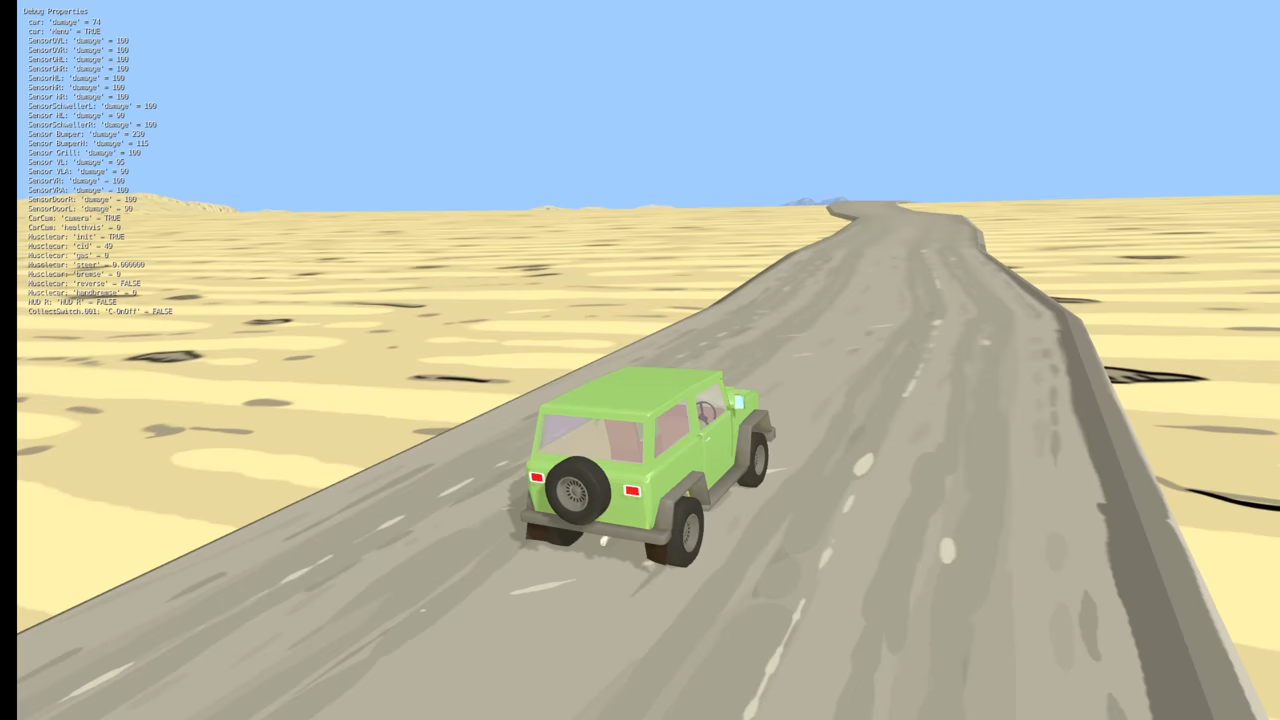 Debug Properties
car: 'damage' = 74
car: 'Menu' = TRUE
SensorDVL: 'damage' = 100
SensorDVR: 'damage' = 100
SensorDHL: 'damage' = 100
SensorDHR: 'damage' = 100
SensorHL: 'damage' = 100
SensorHR: 'damage' = 100
Sensor HR: 'damage' = 100
SensorSchwellerL: 'damage' = 100
Sensor HL: 'damage' = 90
SensorSchwellerR: 'damage' = 100
Sensor Bumper: 'damage' = 230
Sensor BumperH: 'damage' = 115
Sensor Grill: 'damage' = 100
Sensor VL: 'damage' = 95
Sensor VLA: 'damage' = 90
SensorVR: 'damage' = 100
SensorVRA: 'damage' = 100
SensorDoorR: 'damage' = 100
SensorDoorL: 'damage' = 90
CarCam: 'camera' = TRUE
CarCam: 'healthvis' = 0
Musclecar: 'init' = TRUE
Musclecar: 'cid' = 49
Musclecar: 'gas' = 0
Musclecar: 'steer' = 0.000000
Musclecar: 'bremse' = 0
Musclecar: 'reverse' = FALSE
Musclecar: 'handbremse' = 0
HUD R: 'HUD R' = FALSE
CollectSwitch.001: 'C-OnOff' = FALSE